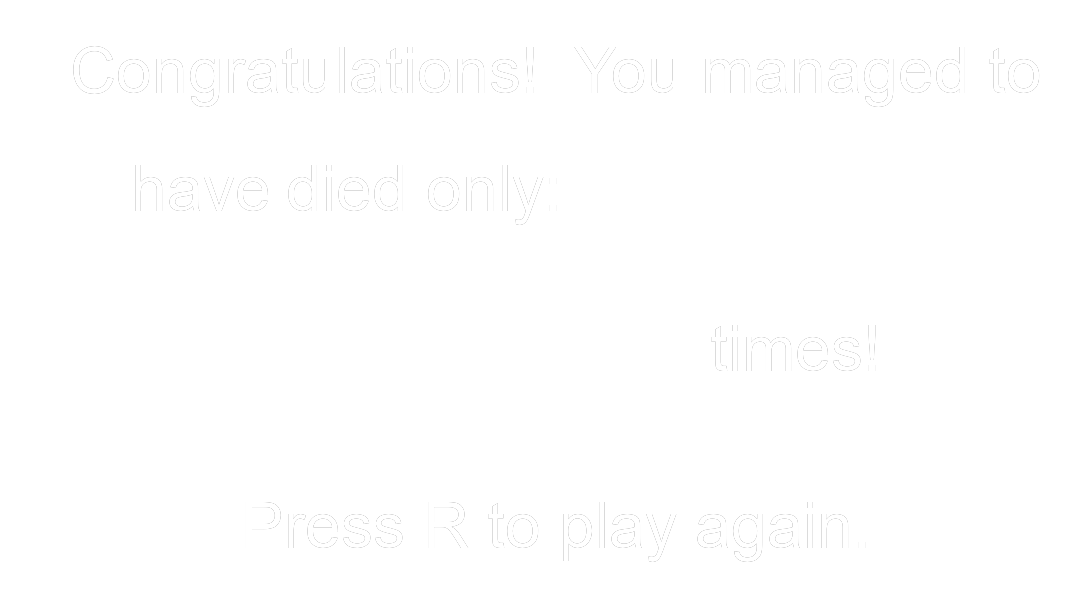 Congratulations! You managed to
have died only:
times!
Press R to play again.